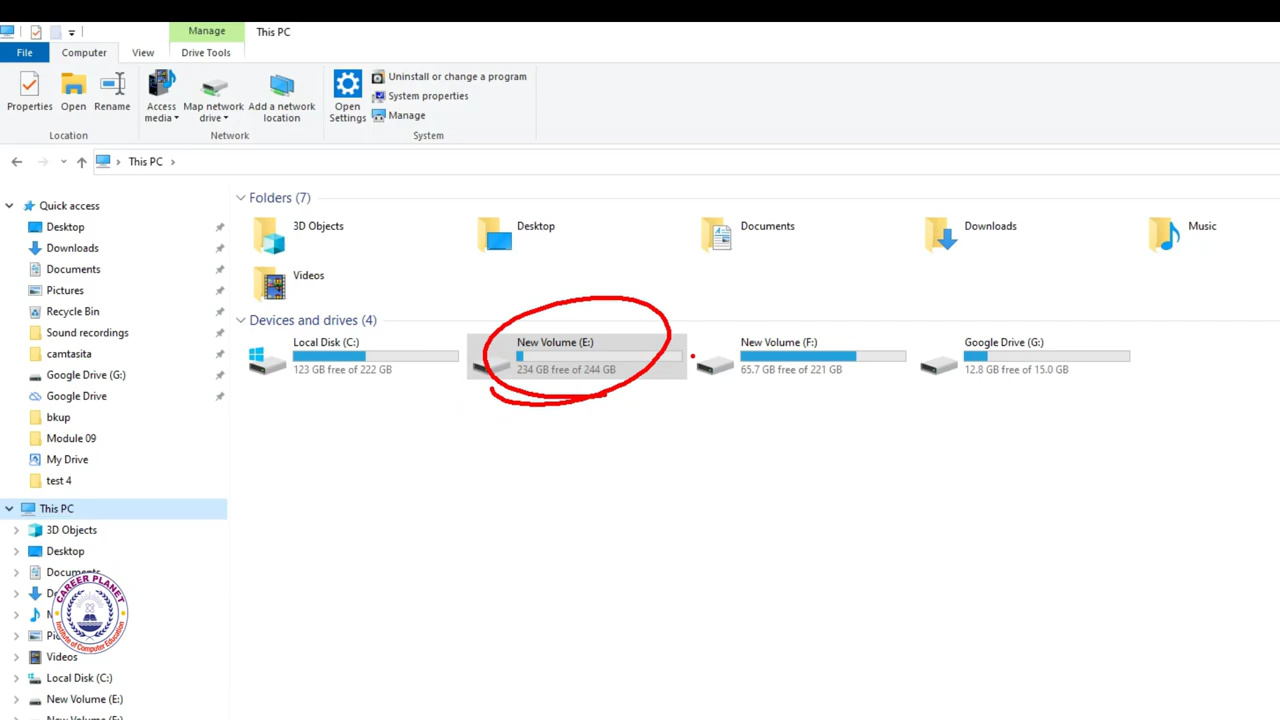 Manage
This PC
File
Computer
View
Drive Tools
Properties
Open
Rename
Access media
Map network drive
Add a network location
Open Settings
Uninstall or change a program
System properties
Manage
Location
Network
System
This PC
Quick access
Desktop
Downloads
Documents
Pictures
Recycle Bin
Sound recordings
camtasita
Google Drive (G:)
Google Drive
bkup
Module 09
My Drive
test 4
This PC
3D Objects
Desktop
Videos
Local Disk (C:)
New Volume (E:)
CAREER PLANET
Institute of Computer Education
Folders (7)
3D Objects
Desktop
Documents
Downloads
Music
Videos
Devices and drives (4)
Local Disk (C:)
123 GB free of 222 GB
New Volume (E:)
234 GB free of 244 GB
New Volume (F:)
65.7 GB free of 221 GB
Google Drive (G:)
12.8 GB free of 15.0 GB